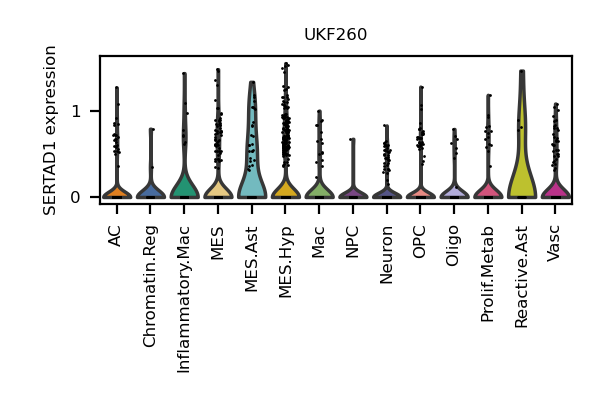 UKF260
SERTAD1 expression
1
0
AC
Chromatin.Reg
Inflammatory.Mac
MES
MES.Ast
MES.Hyp
Mac
NPC
Neuron
OPC
Oligo
Prolif.Metab
Reactive.Ast
Vasc